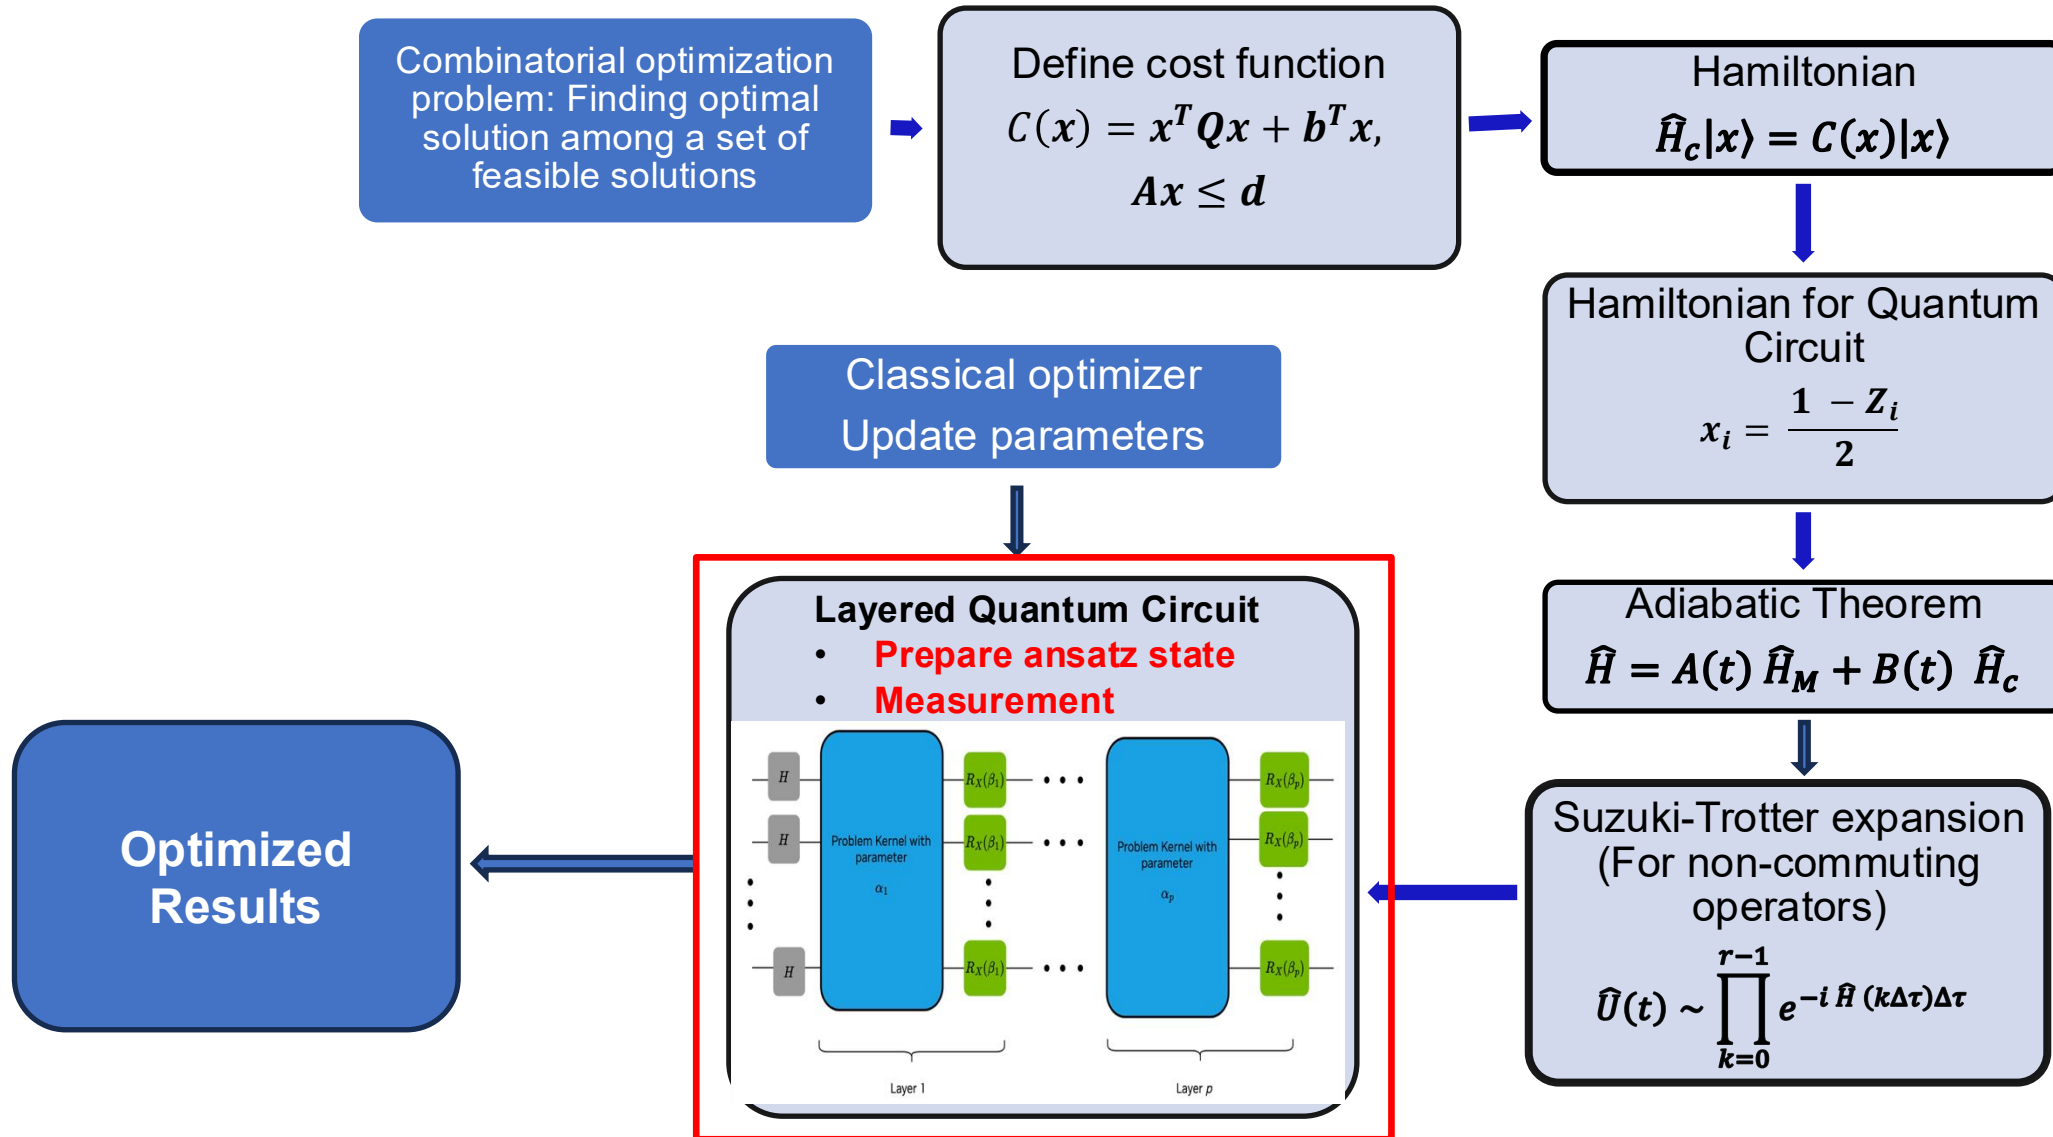 Combinatorial optimization
problem: Finding optimal
solution among a set of
feasible solutions
Define cost function
C(x) = x^T Qx + b^T x,
Ax ≤ d
Hamiltonian
Ĥ_c|x⟩ = C(x)|x⟩
Hamiltonian for Quantum
Circuit
x_i = (1 − Z_i)/2
Adiabatic Theorem
Ĥ = A(t) Ĥ_M + B(t) Ĥ_c
Suzuki-Trotter expansion
(For non-commuting
operators)
Û(t) ~ ∏_{k=0}^{r−1} e^{−i Ĥ (kΔτ)Δτ}
Classical optimizer
Update parameters
Layered Quantum Circuit
• Prepare ansatz state
• Measurement
H R_X(β_1) • • • R_X(β_p)
H R_X(β_1) • • • R_X(β_p)
Problem Kernel with
parameter
α_1
Problem Kernel with
parameter
α_p
H R_X(β_1) • • • R_X(β_p)
Layer 1
Layer p
Optimized
Results